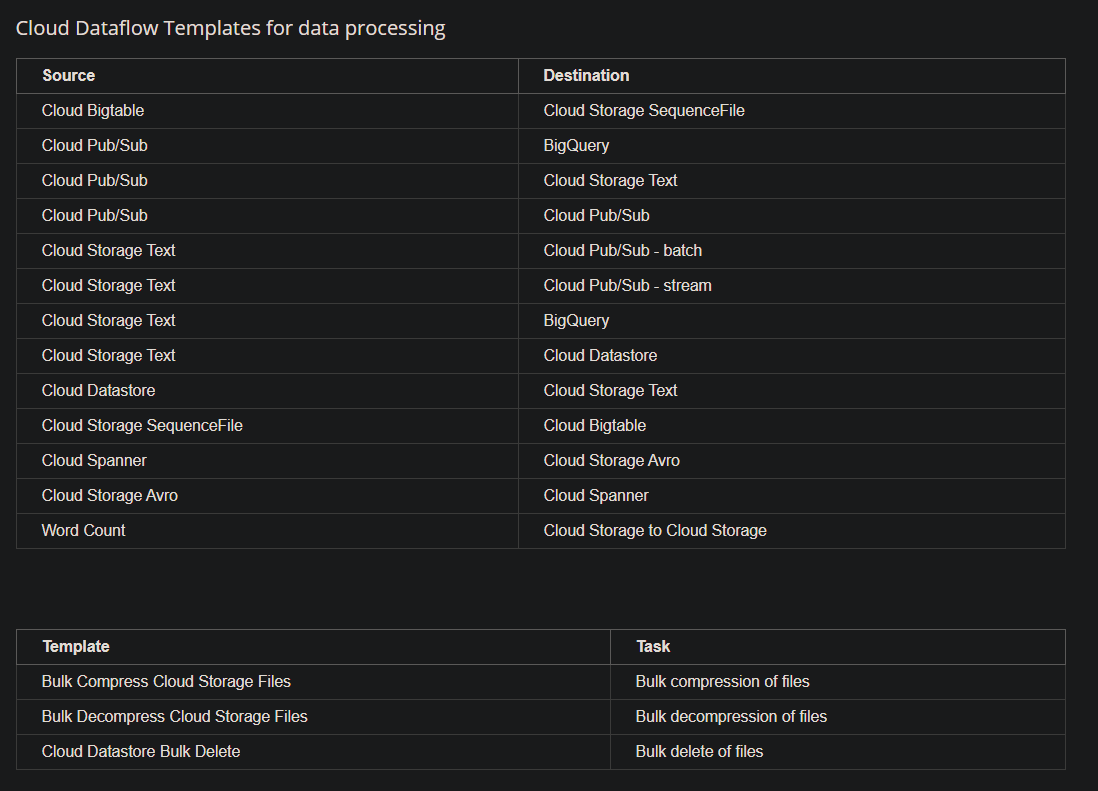 Cloud Dataflow Templates for data processing
Source Destination
Cloud Bigtable Cloud Storage SequenceFile
Cloud Pub/Sub BigQuery
Cloud Pub/Sub Cloud Storage Text
Cloud Pub/Sub Cloud Pub/Sub
Cloud Storage Text Cloud Pub/Sub - batch
Cloud Storage Text Cloud Pub/Sub - stream
Cloud Storage Text BigQuery
Cloud Storage Text Cloud Datastore
Cloud Datastore Cloud Storage Text
Cloud Storage SequenceFile Cloud Bigtable
Cloud Spanner Cloud Storage Avro
Cloud Storage Avro Cloud Spanner
Word Count Cloud Storage to Cloud Storage
Template Task
Bulk Compress Cloud Storage Files Bulk compression of files
Bulk Decompress Cloud Storage Files Bulk decompression of files
Cloud Datastore Bulk Delete Bulk delete of files